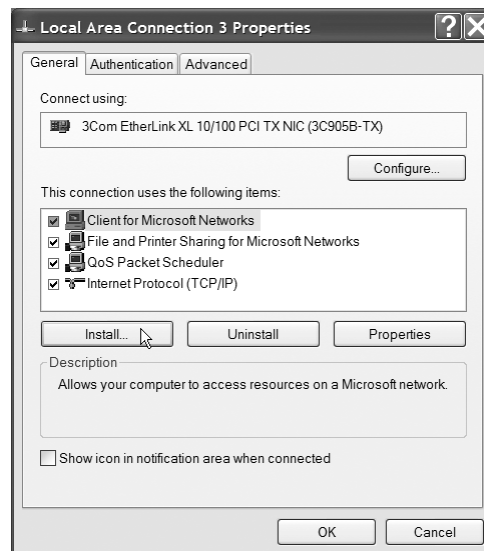 Local Area Connection 3 Properties
General Authentication Advanced
Connect using:
3Com EtherLink XL 10/100 PCI TX NIC (3C905B-TX)
Configure...
This connection uses the following items:
Client for Microsoft Networks
File and Printer Sharing for Microsoft Networks
QoS Packet Scheduler
Internet Protocol (TCP/IP)
Install... Uninstall Properties
Description
Allows your computer to access resources on a Microsoft network.
Show icon in notification area when connected
OK Cancel